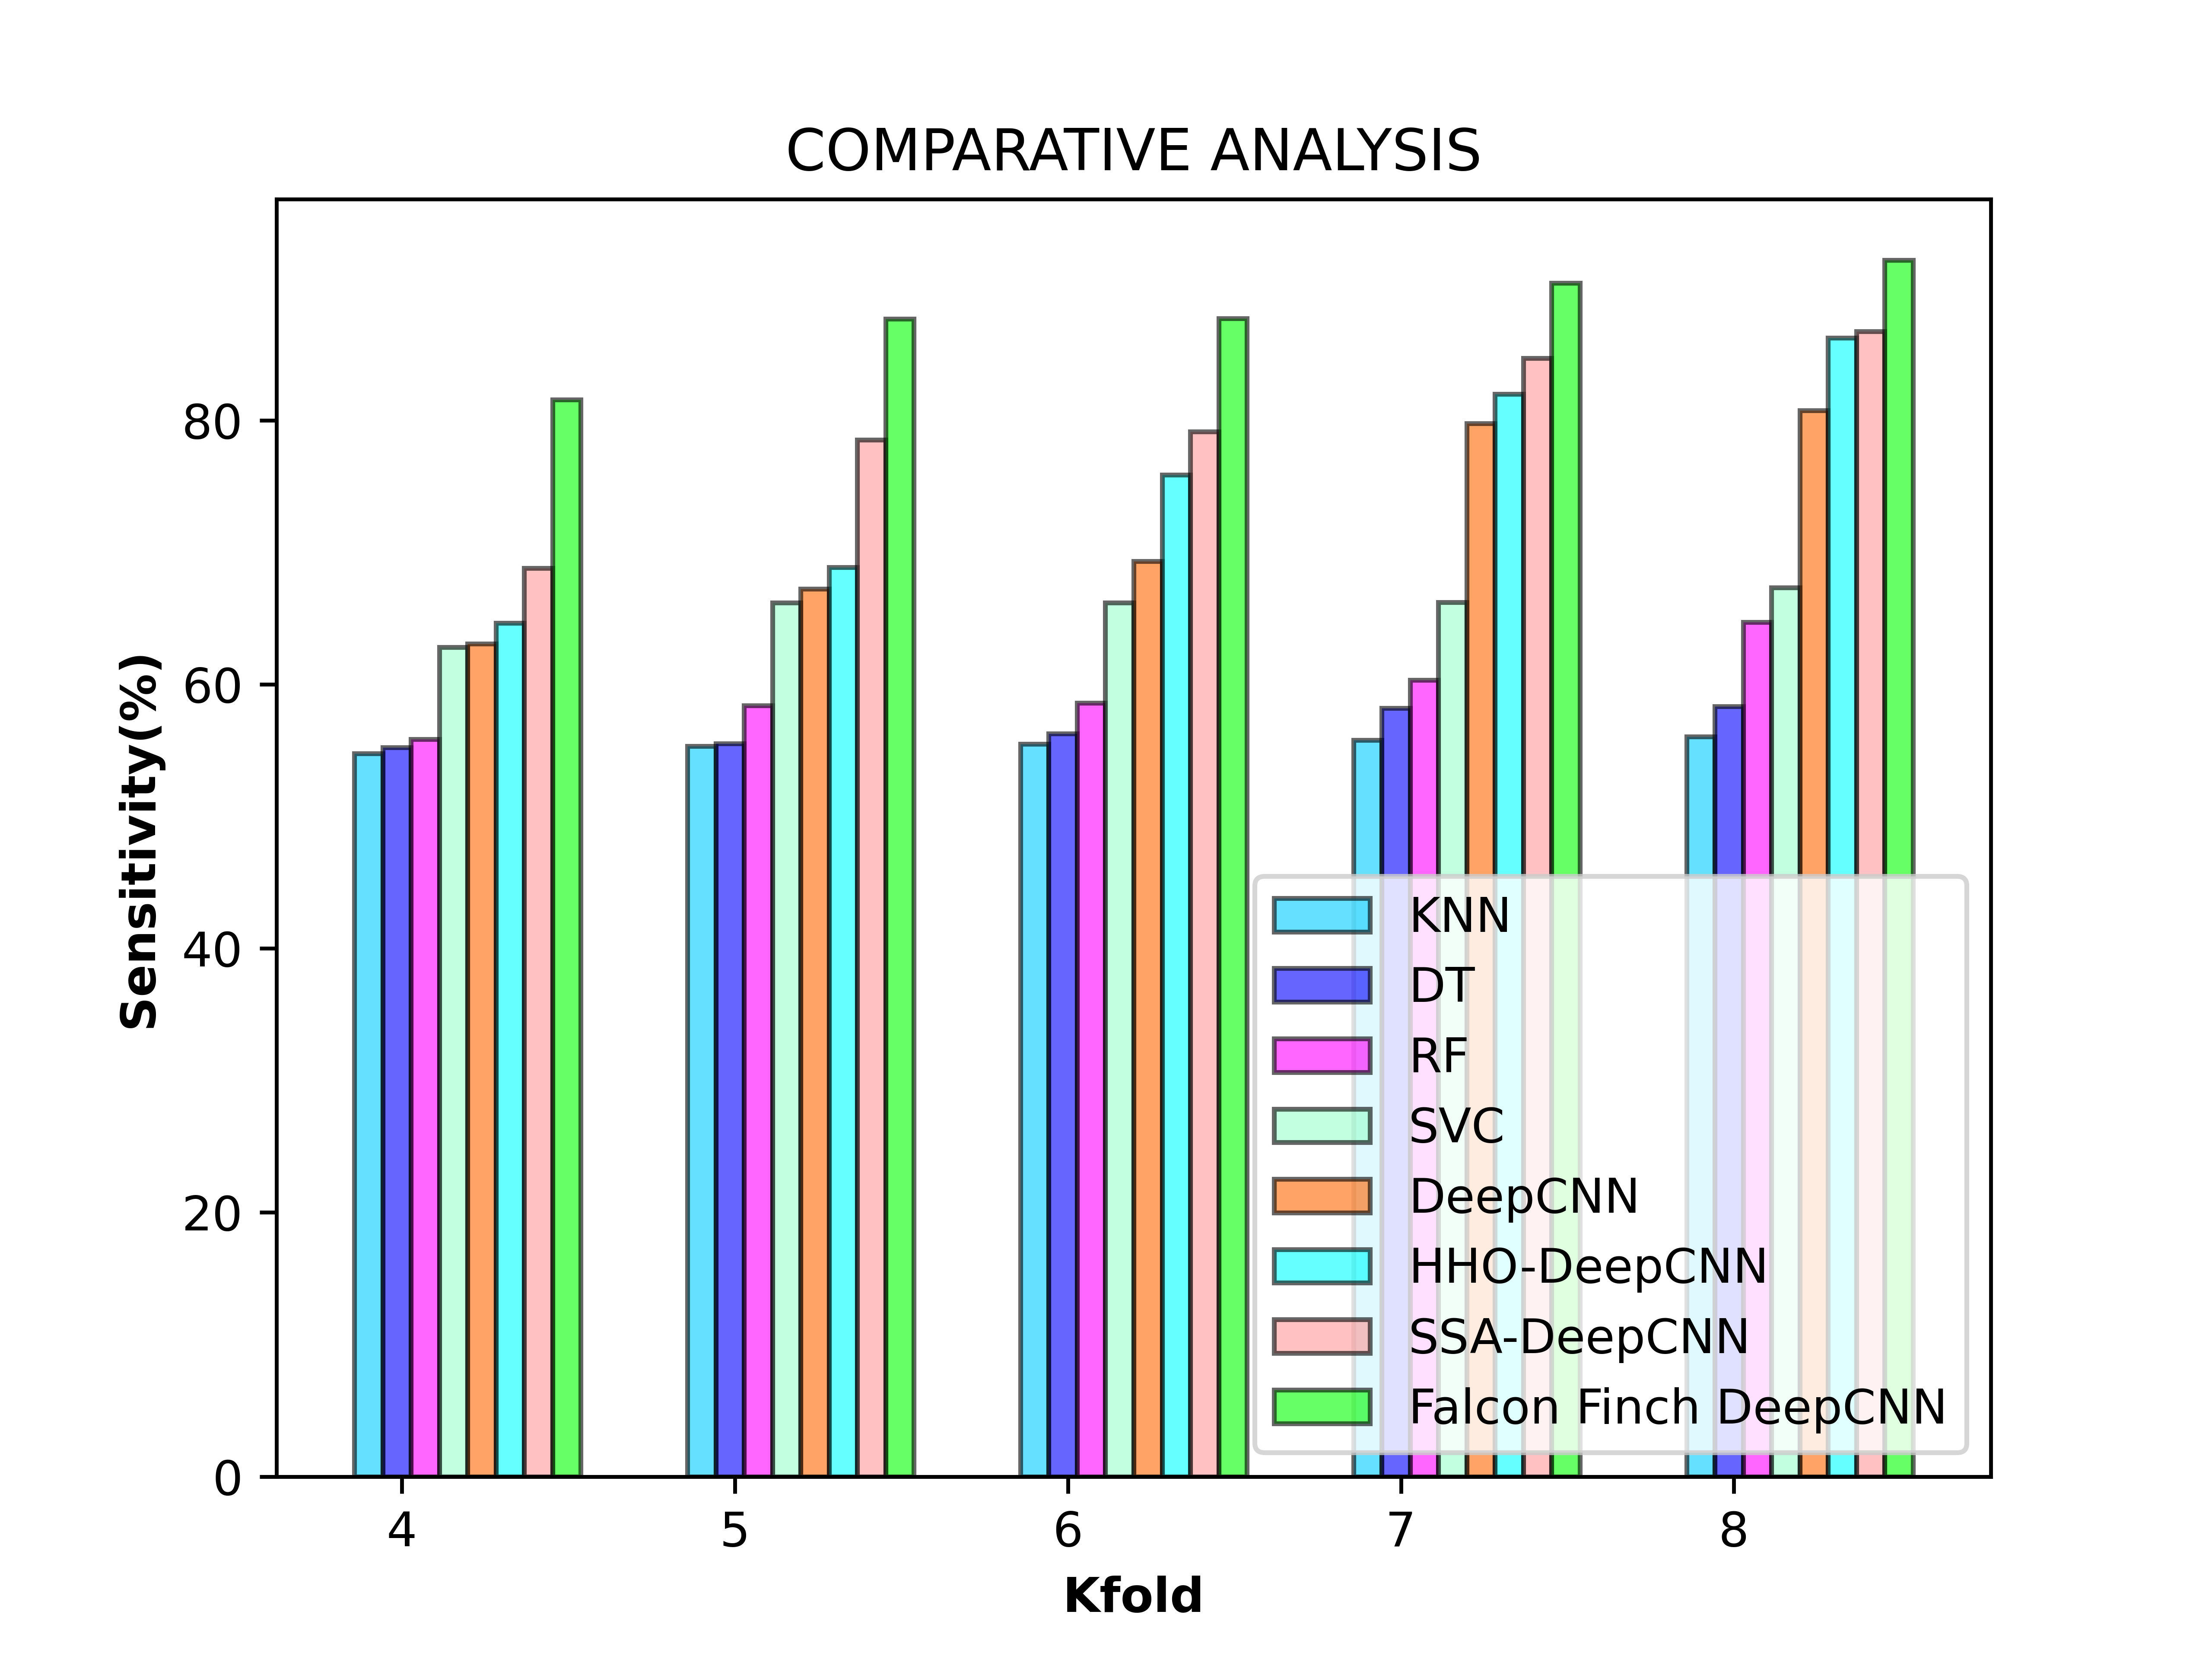 COMPARATIVE ANALYSIS
Sensitivity(%)
80
60
40
20
0
KNN
DT
RF
SVC
DeepCNN
HHO-DeepCNN
SSA-DeepCNN
Falcon Finch DeepCNN
4 5 6 7 8
Kfold